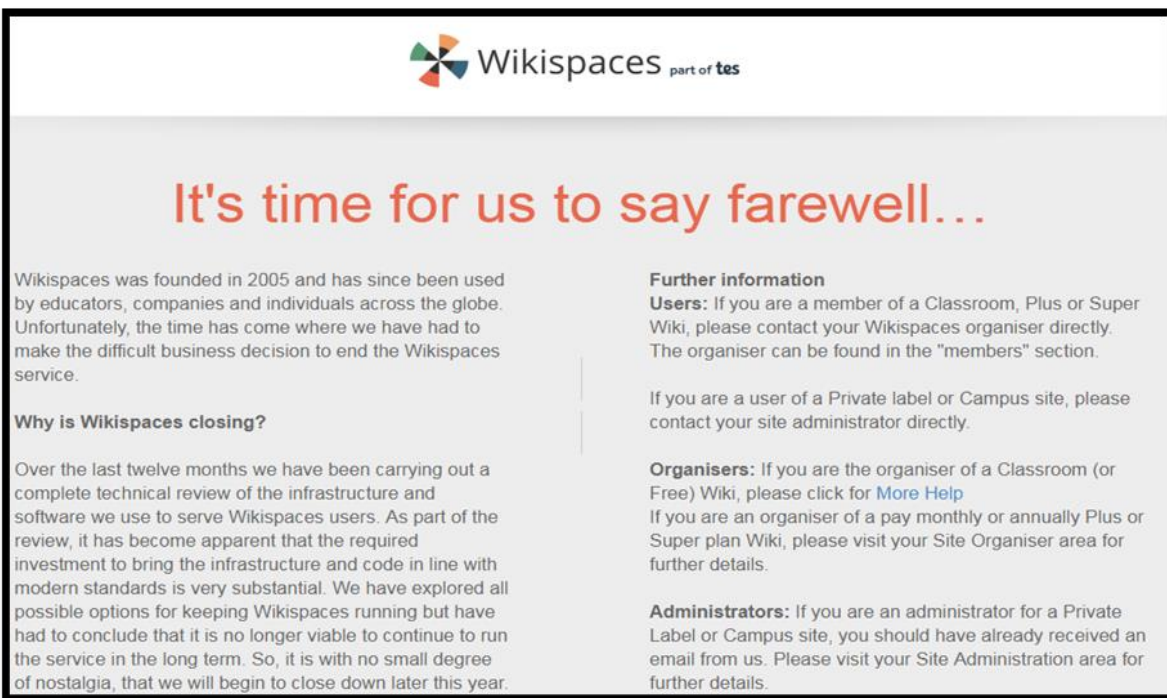 Wikispaces part of tes
It's time for us to say farewell...
Wikispaces was founded in 2005 and has since been used
by educators, companies and individuals across the globe.
Unfortunately, the time has come where we have had to
make the difficult business decision to end the Wikispaces
service.
Why is Wikispaces closing?
Over the last twelve months we have been carrying out a
complete technical review of the infrastructure and
software we use to serve Wikispaces users. As part of the
review, it has become apparent that the required
investment to bring the infrastructure and code in line with
modern standards is very substantial. We have explored all
possible options for keeping Wikispaces running but have
had to conclude that it is no longer viable to continue to run
the service in the long term. So, it is with no small degree
of nostalgia, that we will begin to close down later this year.
Further information
Users: If you are a member of a Classroom, Plus or Super
Wiki, please contact your Wikispaces organiser directly.
The organiser can be found in the "members" section.
If you are a user of a Private label or Campus site, please
contact your site administrator directly.
Organisers: If you are the organiser of a Classroom (or
Free) Wiki, please click for More Help
If you are an organiser of a pay monthly or annually Plus or
Super plan Wiki, please visit your Site Organiser area for
further details.
Administrators: If you are an administrator for a Private
Label or Campus site, you should have already received an
email from us. Please visit your Site Administration area for
further details.